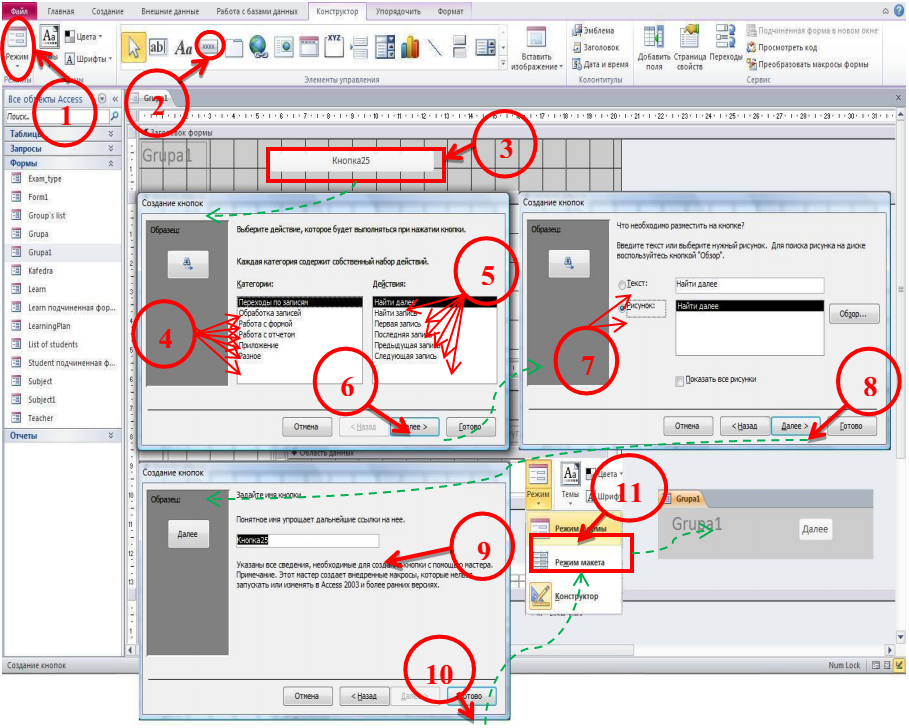 Файл Главная Создание Внешние данные Работа с базами данных Конструктор Упорядочить Формат
Режим
Режимы
Aa
Цвета
A Шрифты
ab Aa XXXX XYZ
Элементы управления
Вставить изображение
Эмблема
Заголовок
Дата и время
Колонтитулы
Добавить поля
Страница свойств
Переходы
Подчиненная форма в новом окне
Просмотреть код
Преобразовать макросы формы
Сервис
Все объекты Access
Поиск...
Таблицы
Запросы
Формы
Exam_type
Form1
Group's list
Grupa
Grupa1
Kafedra
Learn
Learn подчиненная фор...
LearningPlan
List of students
Student подчиненная ф...
Subject
Subject1
Teacher
Отчеты
Grupa1
Заголовок формы
Grupa1
Кнопка25
1
2
3
Создание кнопок
Образец:
Выберите действие, которое будет выполняться при нажатии кнопки.
Каждая категория содержит собственный набор действий.
Категории: Действия:
Переходы по записям
Обработка записей
Работа с формой
Работа с отчетом
Приложение
Разное
Найти далее
Найти запись
Первая запись
Последняя запись
Предыдущая запись
Следующая запись
4
5
6
Отмена < Назад Далее > Готово
Создание кнопок
Образец:
Что необходимо разместить на кнопке?
Введите текст или выберите нужный рисунок. Для поиска рисунка на диске
воспользуйтесь кнопкой "Обзор".
Текст: Найти далее
Рисунок: Найти далее
Обзор...
Показать все рисунки
7
8
Отмена < Назад Далее > Готово
Область данных
Создание кнопок
Образец:
Далее
Задайте имя кнопки.
Понятное имя упрощает дальнейшие ссылки на нее.
Кнопка25
Указаны все сведения, необходимые для создания кнопки с помощью мастера.
Примечание. Этот мастер создает внедренные макросы, которые нельзя
запускать или изменять в Access 2003 и более ранних версиях.
9
10
Отмена < Назад Далее > Готово
Режим Темы Цвета
A Шрифты
11
Режим формы
Режим макета
Конструктор
Grupa1
Grupa1 Далее
Создание кнопок
Num Lock